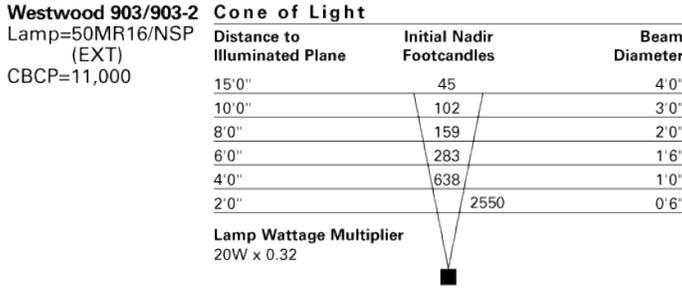 Westwood 903/903-2
Lamp=50MR16/NSP
(EXT)
CBCP=11,000
Cone of Light
Distance to Illuminated Plane Initial Nadir Footcandles Beam Diameter
15'0" 45 4'0"
10'0" 102 3'0"
8'0" 159 2'0"
6'0" 283 1'6"
4'0" 638 1'0"
2'0" 2550 0'6"
Lamp Wattage Multiplier
20W x 0.32